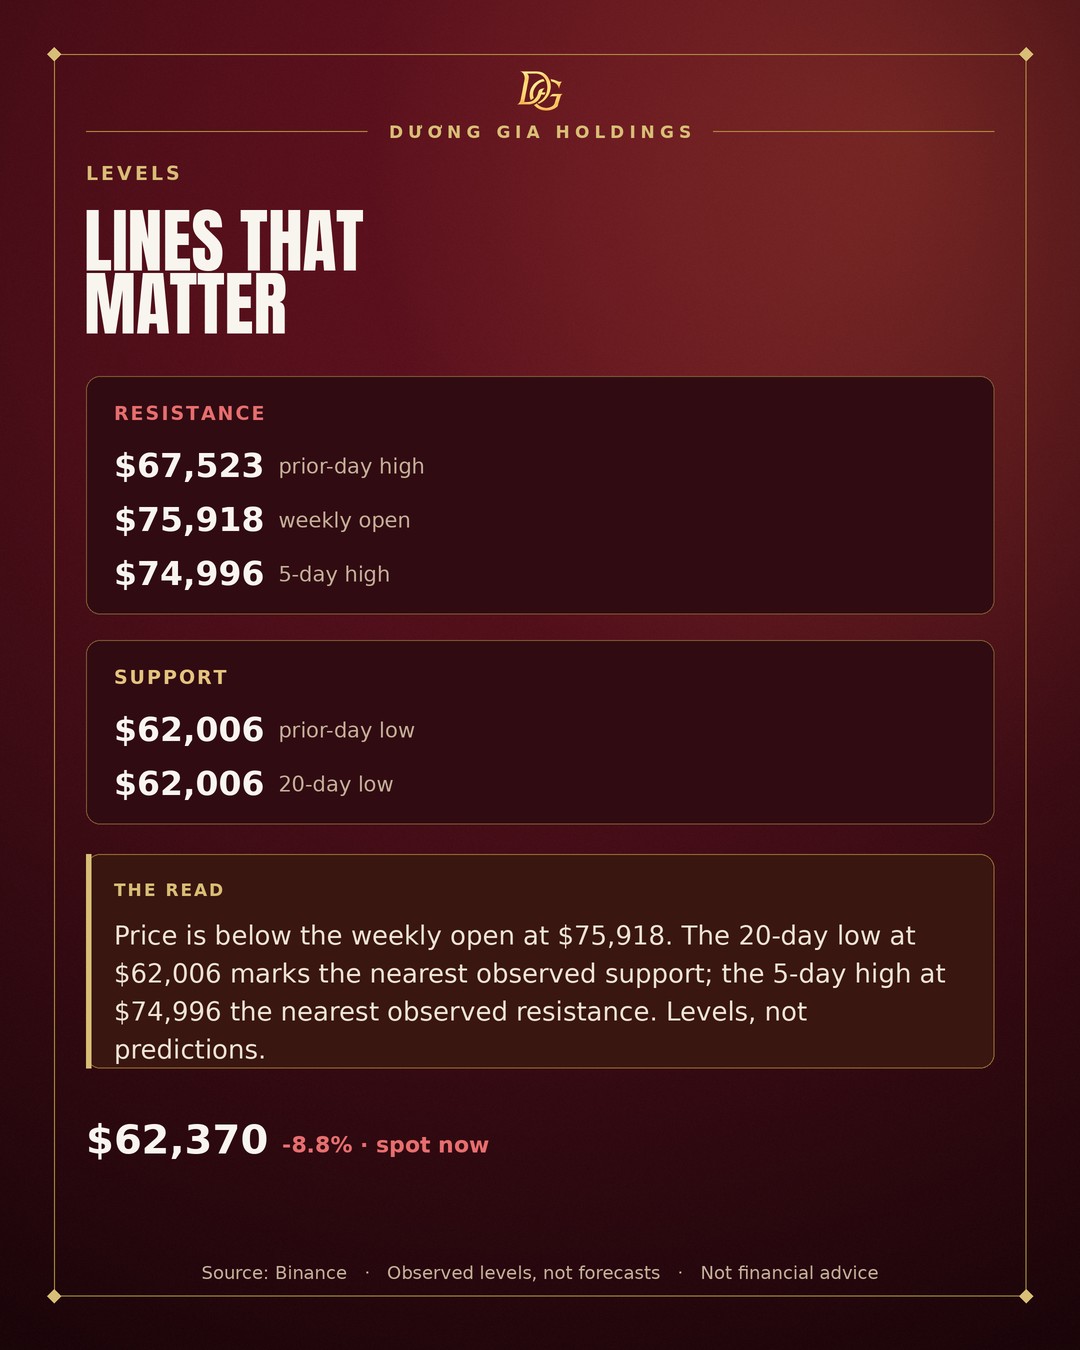 DG
DƯƠNG GIA HOLDINGS
LEVELS
LINES THAT
MATTER
RESISTANCE
$67,523 prior-day high
$75,918 weekly open
$74,996 5-day high
SUPPORT
$62,006 prior-day low
$62,006 20-day low
THE READ
Price is below the weekly open at $75,918. The 20-day low at
$62,006 marks the nearest observed support; the 5-day high at
$74,996 the nearest observed resistance. Levels, not
predictions.
$62,370 -8.8% · spot now
Source: Binance · Observed levels, not forecasts · Not financial advice